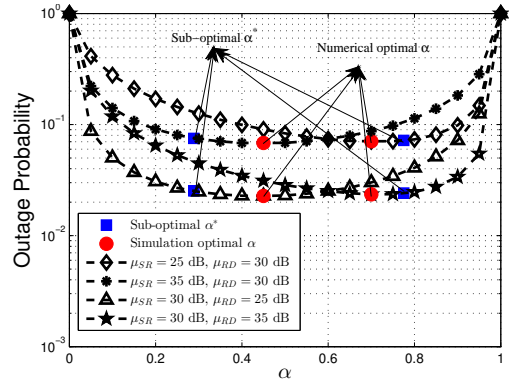 10⁰
10⁻¹
10⁻²
10⁻³
Outage Probability
Sub−optimal α*
Numerical optimal α
Sub-optimal α*
Simulation optimal α
μSR = 25 dB, μRD = 30 dB
μSR = 35 dB, μRD = 30 dB
μSR = 30 dB, μRD = 25 dB
μSR = 30 dB, μRD = 35 dB
0 0.2 0.4 0.6 0.8 1
α